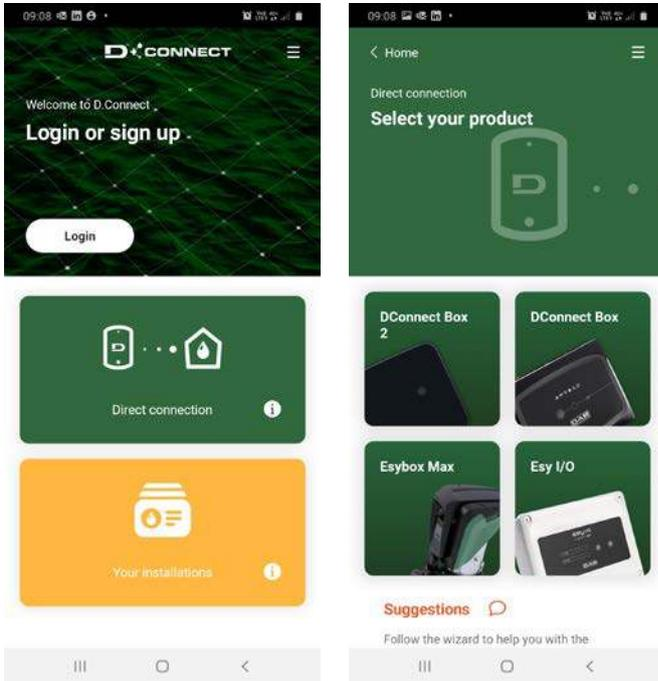 09:08
D+CONNECT
Welcome to D.Connect
Login or sign up
Login
Direct connection
Your installations
09:08
Home
Direct connection
Select your product
D
DConnect Box
2
DConnect Box
DAB
Esybox Max
Esy I/O
DAB
Suggestions
Follow the wizard to help you with the